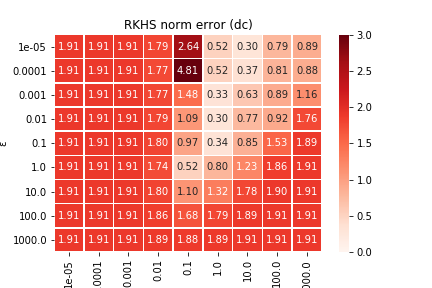 RKHS norm error (dc)
1e-05 1.91 1.91 1.91 1.79 2.64 0.52 0.30 0.79 0.89
0.0001 1.91 1.91 1.91 1.77 4.81 0.52 0.37 0.81 0.88
0.001 1.91 1.91 1.91 1.77 1.48 0.33 0.63 0.89 1.16
0.01 1.91 1.91 1.91 1.79 1.09 0.30 0.77 0.92 1.76
0.1 1.91 1.91 1.91 1.80 0.97 0.34 0.85 1.53 1.89
1.0 1.91 1.91 1.91 1.74 0.52 0.80 1.23 1.86 1.91
10.0 1.91 1.91 1.91 1.80 1.10 1.32 1.78 1.90 1.91
100.0 1.91 1.91 1.91 1.86 1.68 1.79 1.89 1.91 1.91
1000.0 1.91 1.91 1.91 1.89 1.88 1.89 1.91 1.91 1.91
ε
1e-05 0001 0.001 0.01 0.1 1.0 10.0 100.0 000.0
3.0
2.5
2.0
1.5
1.0
0.5
0.0